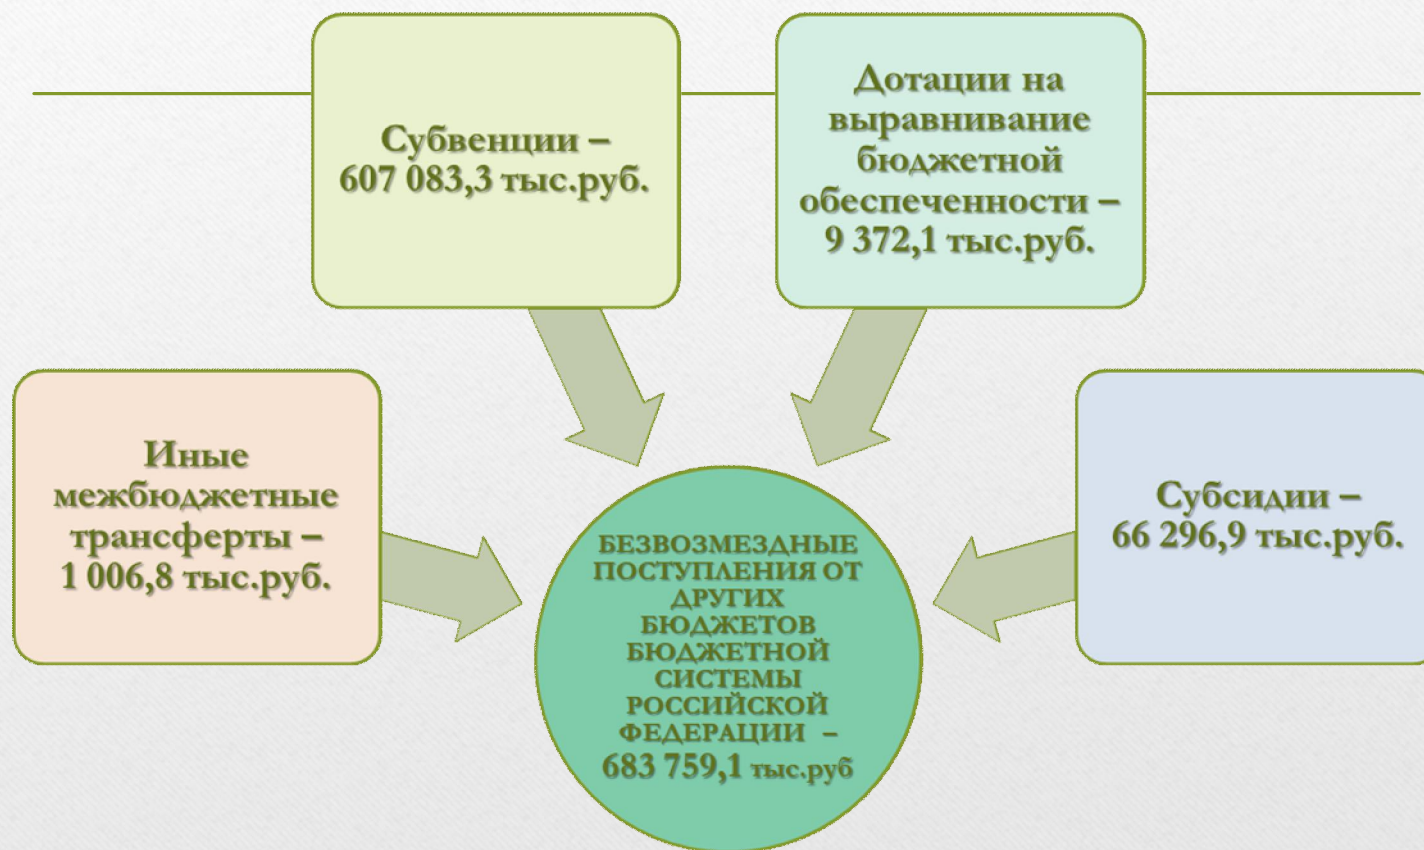 Субвенции –
607 083,3 тыс.руб.
Дотации на
выравнивание
бюджетной
обеспеченности –
9 372,1 тыс.руб.
Иные
межбюджетные
трансферты –
1 006,8 тыс.руб.
Субсидии –
66 296,9 тыс.руб.
БЕЗВОЗМЕЗДНЫЕ
ПОСТУПЛЕНИЯ ОТ
ДРУГИХ
БЮДЖЕТОВ
БЮДЖЕТНОЙ
СИСТЕМЫ
РОССИЙСКОЙ
ФЕДЕРАЦИИ –
683 759,1 тыс.руб